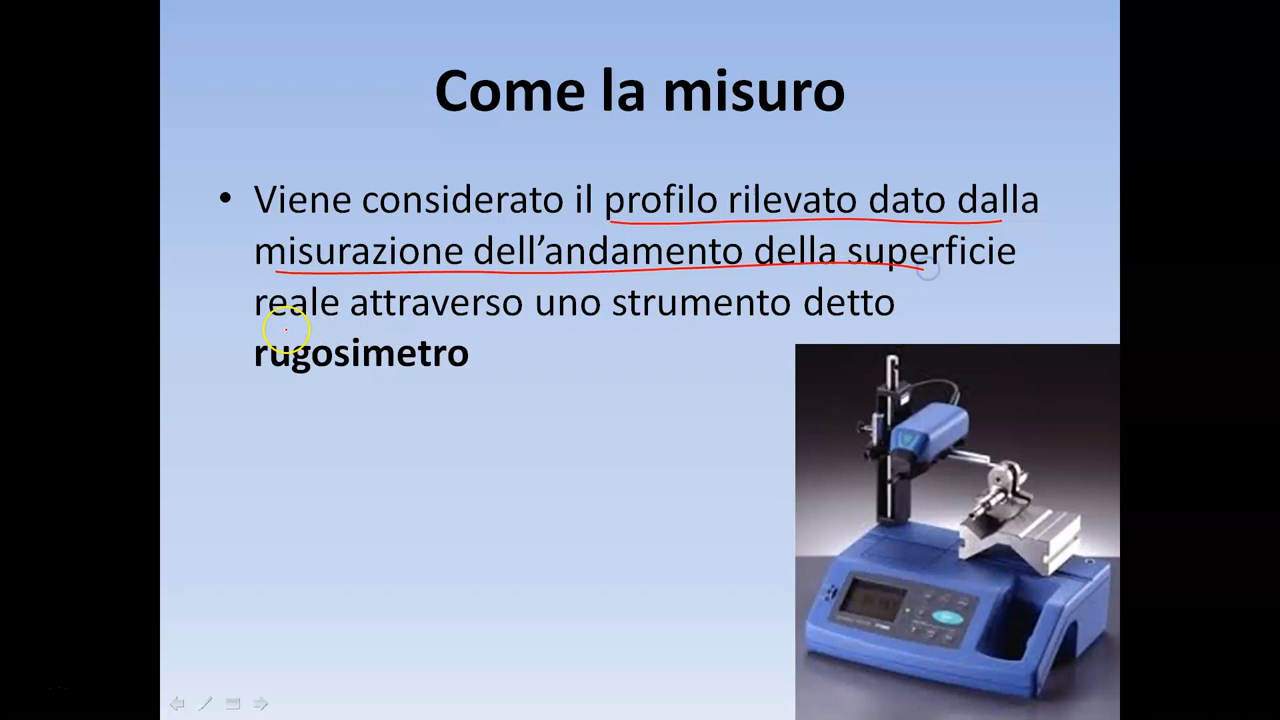 Come la misuro
• Viene considerato il profilo rilevato dato dalla
misurazione dell’andamento della superficie
reale attraverso uno strumento detto
rugosimetro